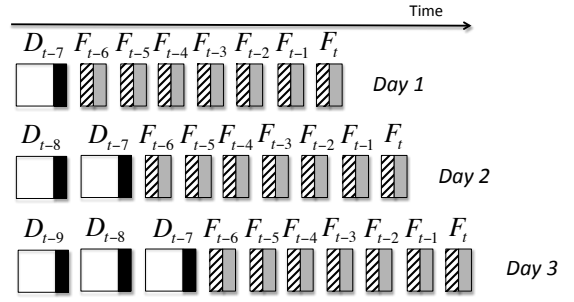 Time
D_{t-7} F_{t-6} F_{t-5} F_{t-4} F_{t-3} F_{t-2} F_{t-1} F_t
Day 1
D_{t-8} D_{t-7} F_{t-6} F_{t-5} F_{t-4} F_{t-3} F_{t-2} F_{t-1} F_t
Day 2
D_{t-9} D_{t-8} D_{t-7} F_{t-6} F_{t-5} F_{t-4} F_{t-3} F_{t-2} F_{t-1} F_t
Day 3